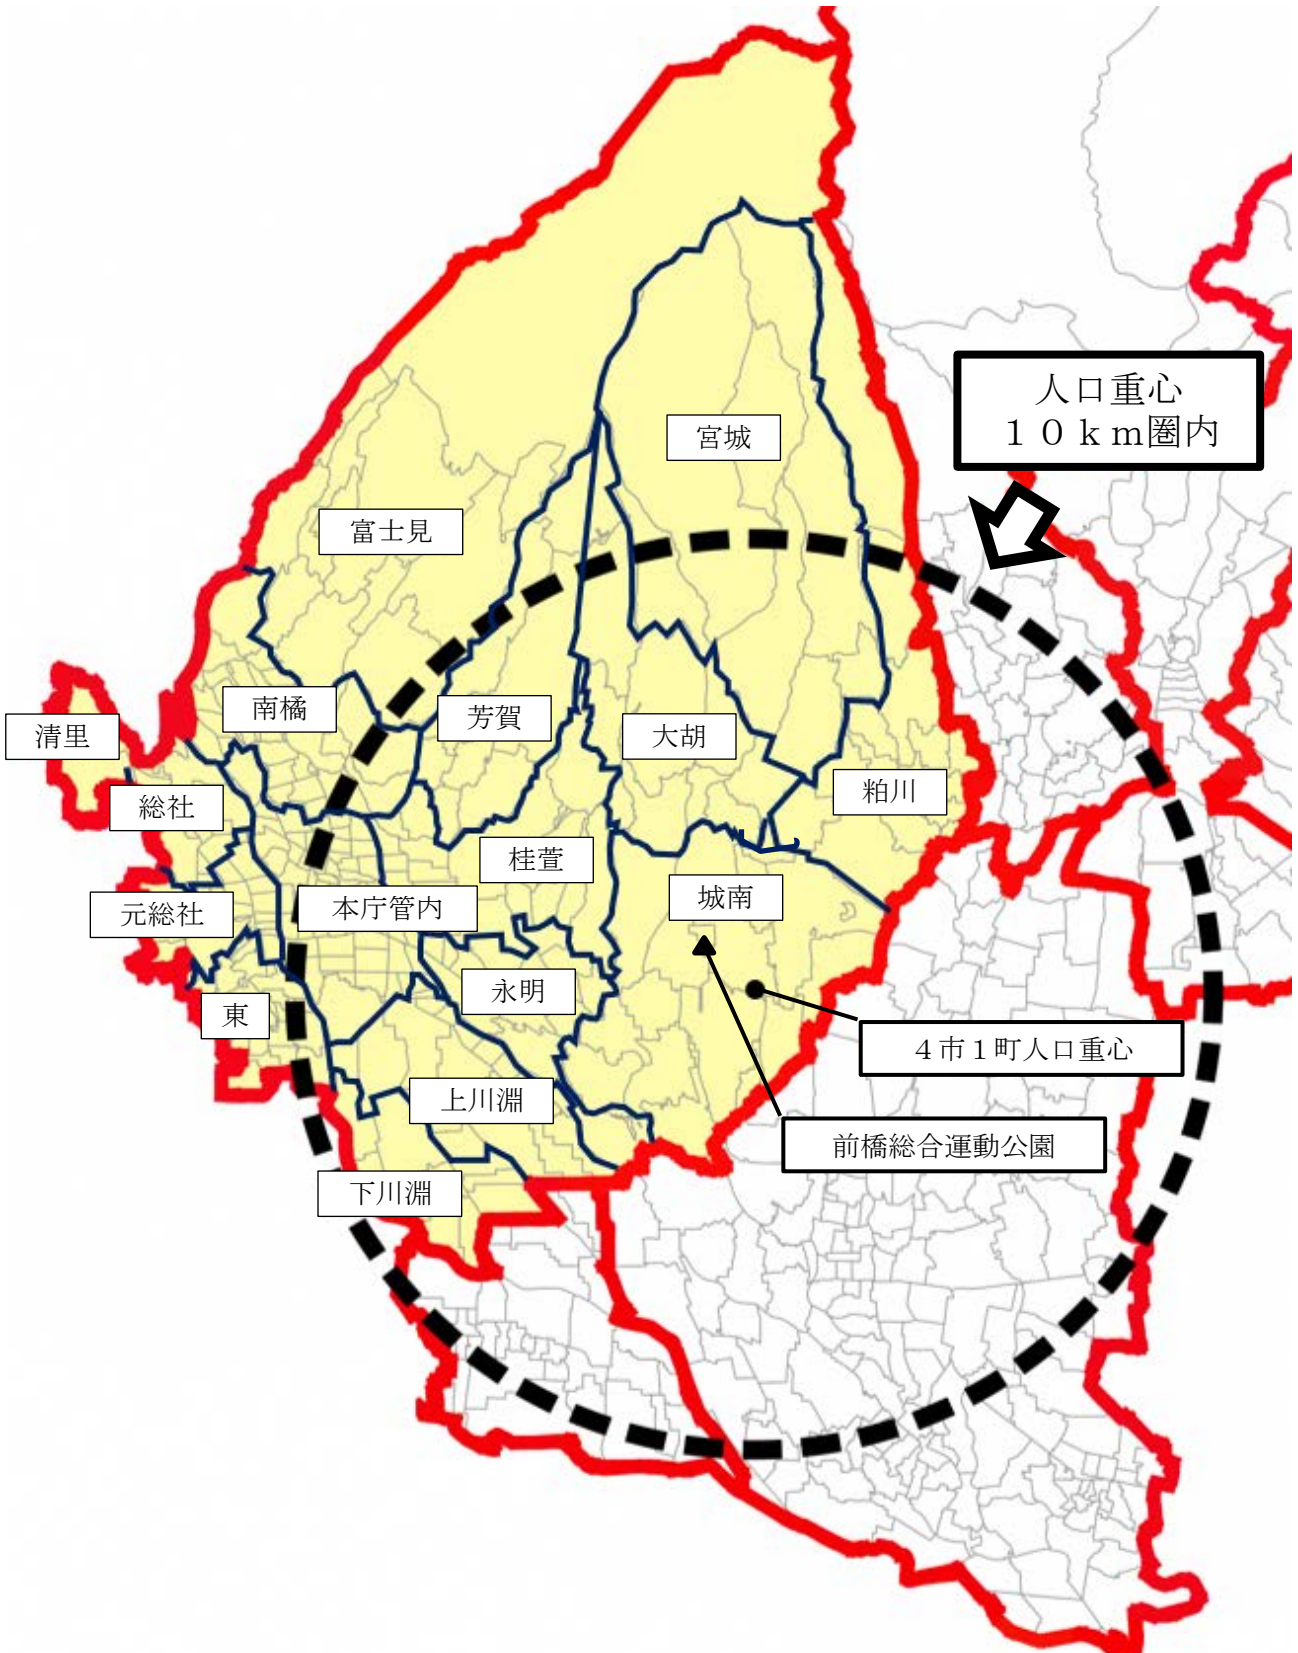 人口重心
１０ｋｍ圏内
宮城
富士見
南橘
芳賀
大胡
清里
粕川
総社
桂萱
城南
元総社
本庁管内
永明
東
４市１町人口重心
上川淵
前橋総合運動公園
下川淵